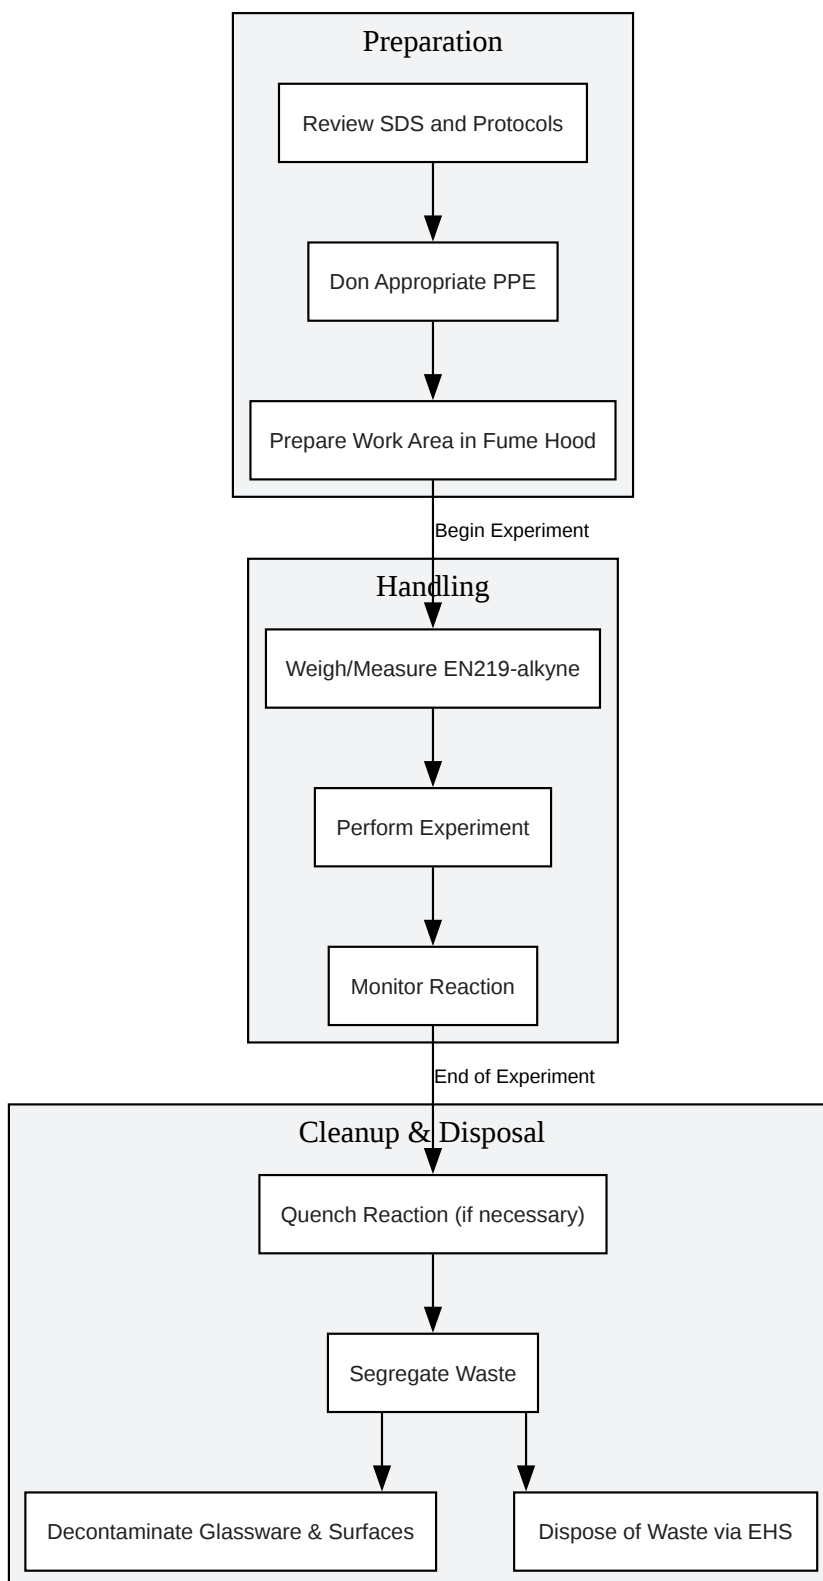 Preparation
Review SDS and Protocols
Don Appropriate PPE
Prepare Work Area in Fume Hood
Begin Experiment
Handling
Weigh/Measure EN219-alkyne
Perform Experiment
Monitor Reaction
End of Experiment
Cleanup & Disposal
Quench Reaction (if necessary)
Segregate Waste
Decontaminate Glassware & Surfaces
Dispose of Waste via EHS